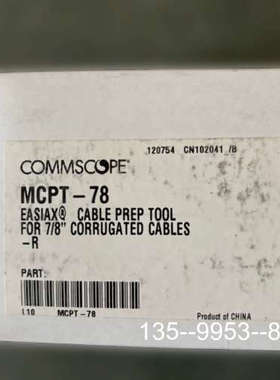 120754 CN102041 /B
COMMSCOPE®
MCPT-78
EASIAX® CABLE PREP TOOL
FOR 7/8" CORRUGATED CABLES
-R
PART:
L10 MCPT-78
Product of CHINA
135--9953--8